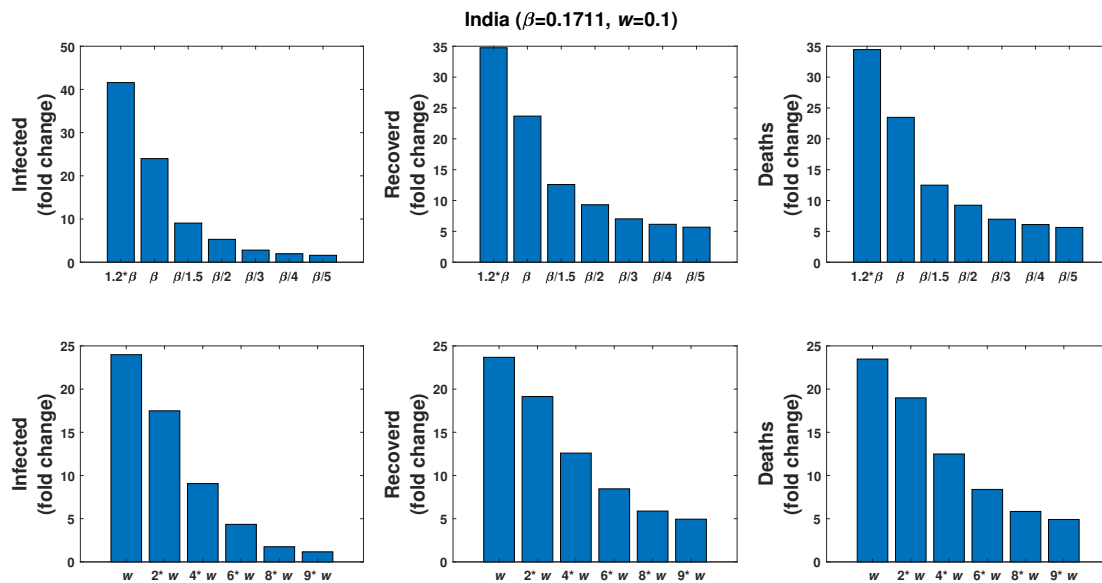 India (β=0.1711, w=0.1)
Infected
(fold change)
50
40
30
20
10
0
1.2*β β β/1.5 β/2 β/3 β/4 β/5
Recoverd
(fold change)
35
30
25
20
15
10
5
0
1.2*β β β/1.5 β/2 β/3 β/4 β/5
Deaths
(fold change)
35
30
25
20
15
10
5
0
1.2*β β β/1.5 β/2 β/3 β/4 β/5
Infected
(fold change)
25
20
15
10
5
0
w 2* w 4* w 6* w 8* w 9* w
Recoverd
(fold change)
25
20
15
10
5
0
w 2* w 4* w 6* w 8* w 9* w
Deaths
(fold change)
25
20
15
10
5
0
w 2* w 4* w 6* w 8* w 9* w